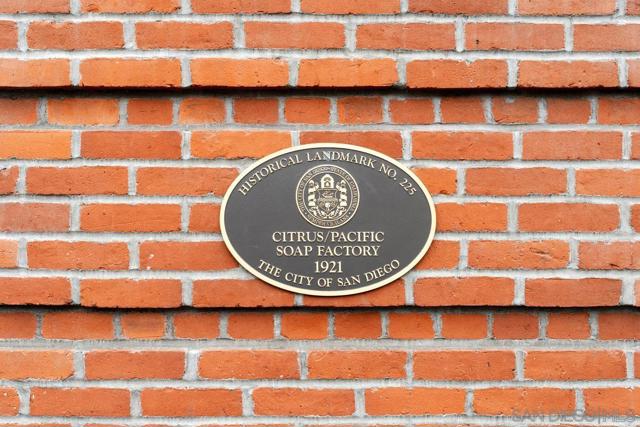 HISTORICAL LANDMARK NO. 225
CITRUS/PACIFIC
SOAP FACTORY
1921
THE CITY OF SAN DIEGO
SAN DIEGO MLS